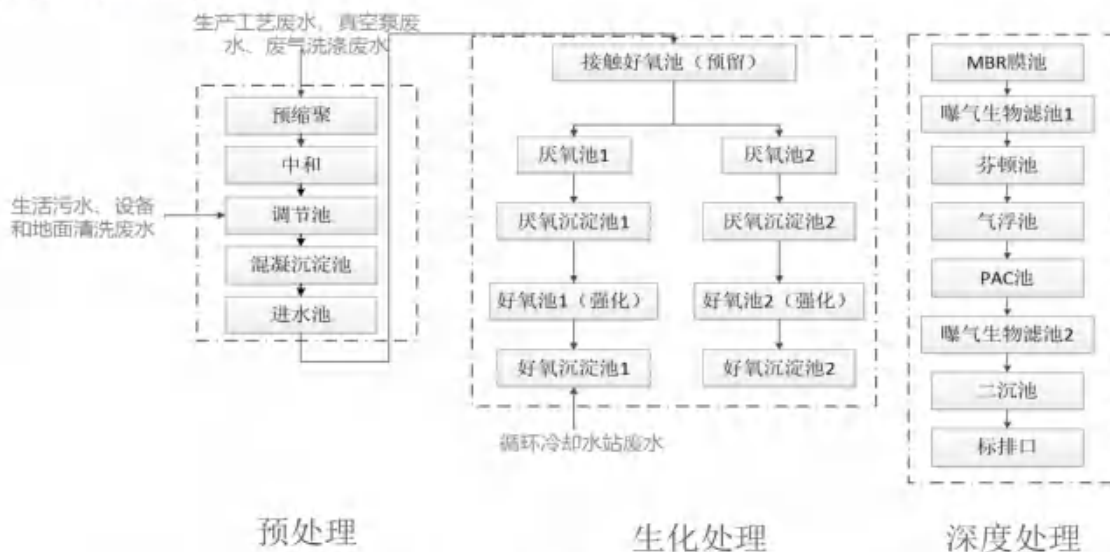 生产工艺废水、真空泵废
水、废气洗涤废水
预缩聚
中和
生活污水、设备
和地面清洗废水
调节池
混凝沉淀池
进水池
预处理
接触好氧池（预留）
厌氧池1
厌氧池2
厌氧沉淀池1
厌氧沉淀池2
好氧池1（强化）
好氧池2（强化）
好氧沉淀池1
好氧沉淀池2
循环冷却水站废水
生化处理
MBR膜池
曝气生物滤池1
芬顿池
气浮池
PAC池
曝气生物滤池2
二沉池
标排口
深度处理